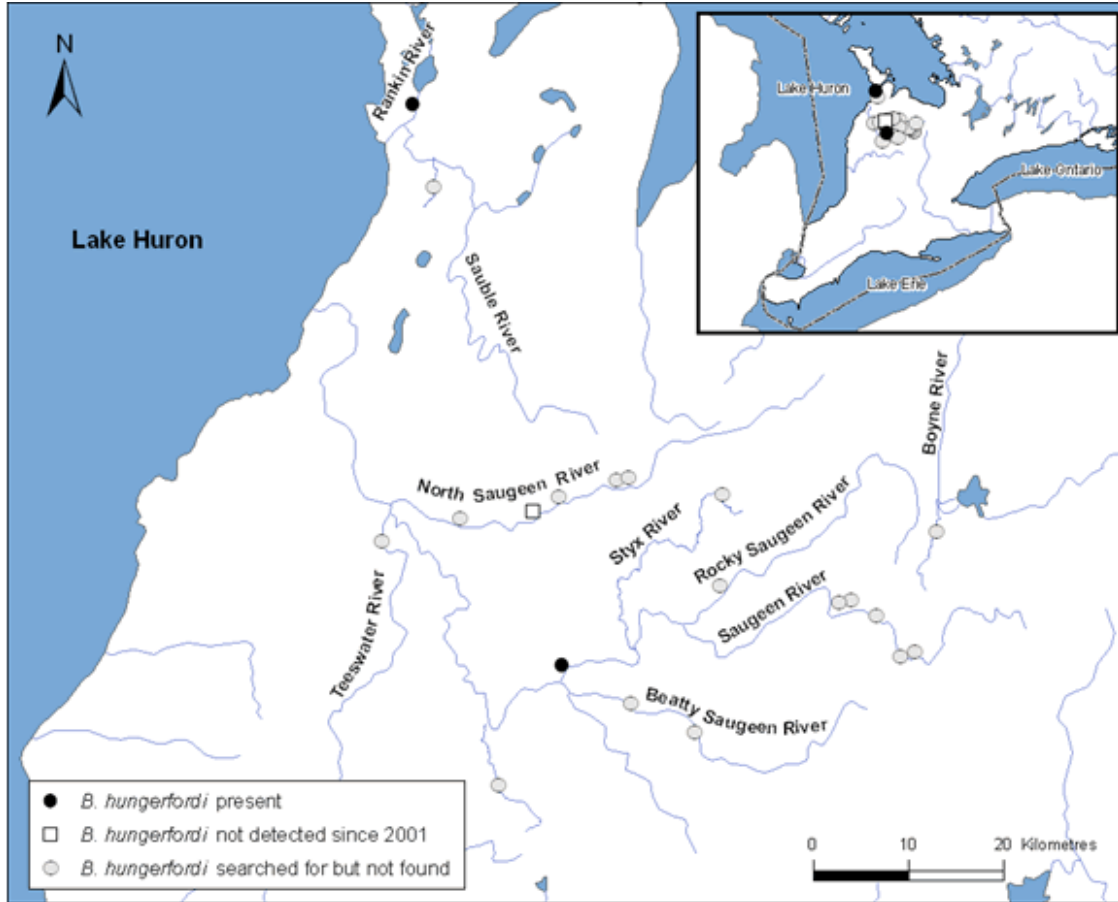 N
Rankin River
Lake Huron
Sauble River
North Saugeen River
Styx River
Rocky Saugeen River
Saugeen River
Boyne River
Teeswater River
Beatty Saugeen River
Lake Huron
Lake Ontario
Lake Erie
B. hungerfordi present
B. hungerfordi not detected since 2001
B. hungerfordi searched for but not found
0 10 20 Kilometres